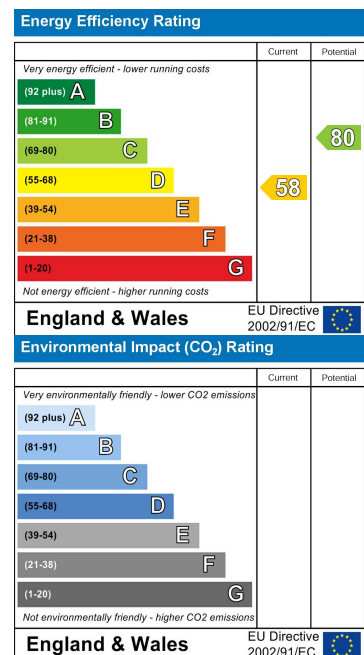 Energy Efficiency Rating
Current Potential
Very energy efficient - lower running costs
(92 plus) A
(81-91) B
(69-80) C
(55-68) D
(39-54) E
(21-38) F
(1-20) G
58
80
Not energy efficient - higher running costs
England & Wales
EU Directive
2002/91/EC
Environmental Impact (CO₂) Rating
Current Potential
Very environmentally friendly - lower CO2 emissions
(92 plus) A
(81-91) B
(69-80) C
(55-68) D
(39-54) E
(21-38) F
(1-20) G
Not environmentally friendly - higher CO2 emissions
England & Wales
EU Directive
2002/91/EC